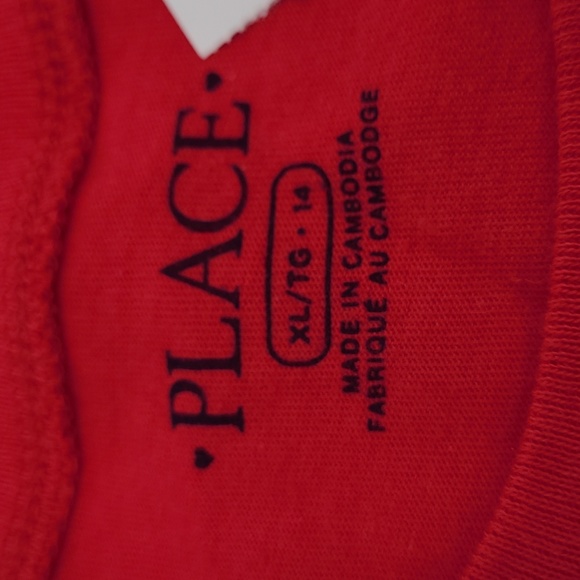 ♥PLACE♥
XL/TG • 14
MADE IN CAMBODIA
FABRIQUÉ AU CAMBODGE